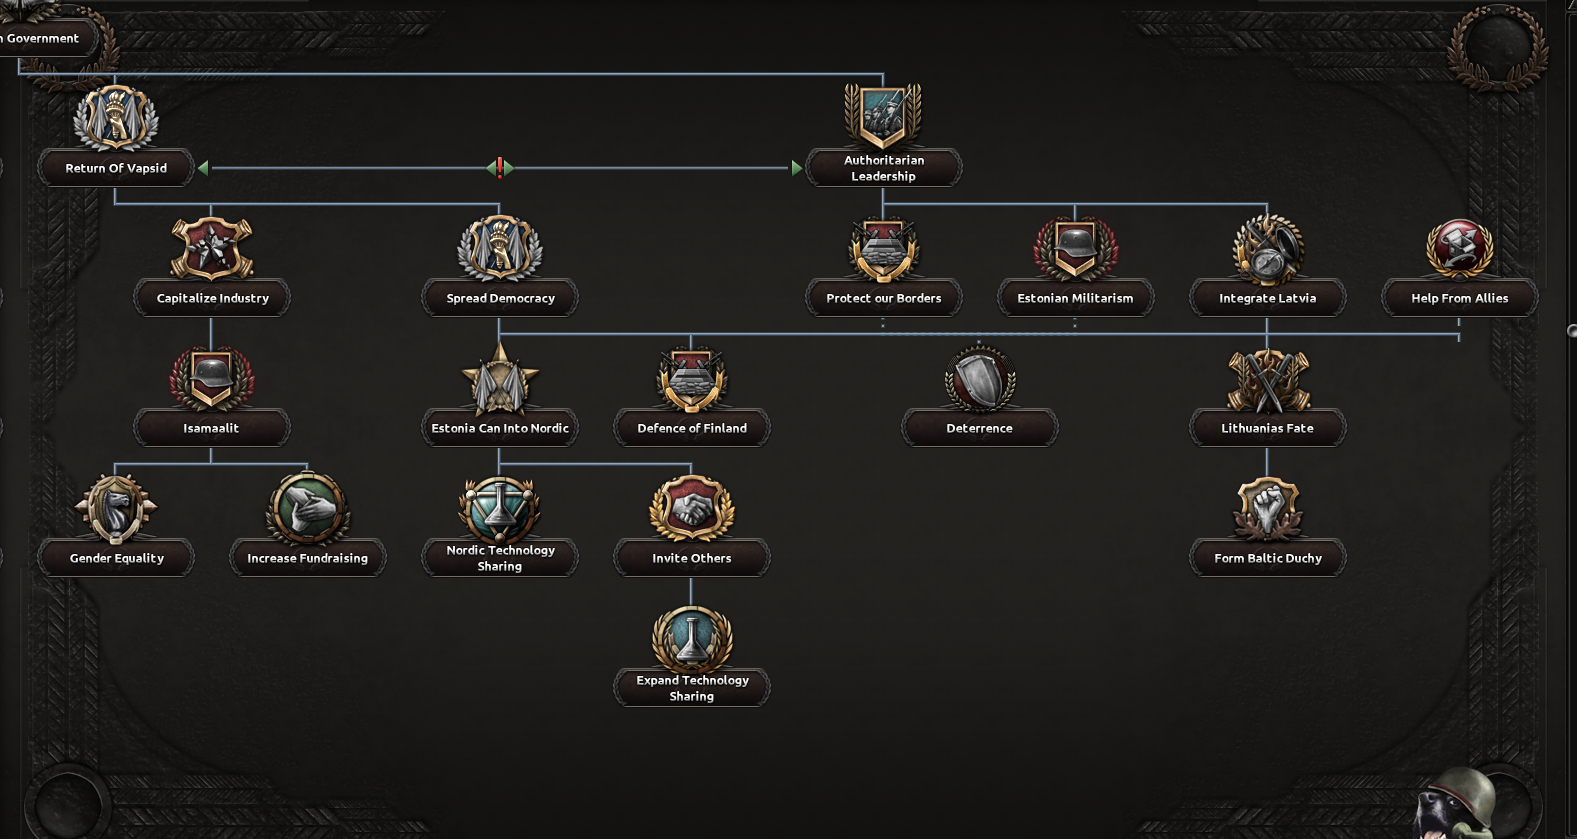 Government
Return Of Vapsid
Authoritarian
Leadership
Capitalize Industry
Spread Democracy
Protect our Borders
Estonian Militarism
Integrate Latvia
Help From Allies
Isamaalit
Estonia Can Into Nordic
Defence of Finland
Deterrence
Lithuanias Fate
Gender Equality
Increase Fundraising
Nordic Technology
Sharing
Invite Others
Form Baltic Duchy
Expand Technology
Sharing